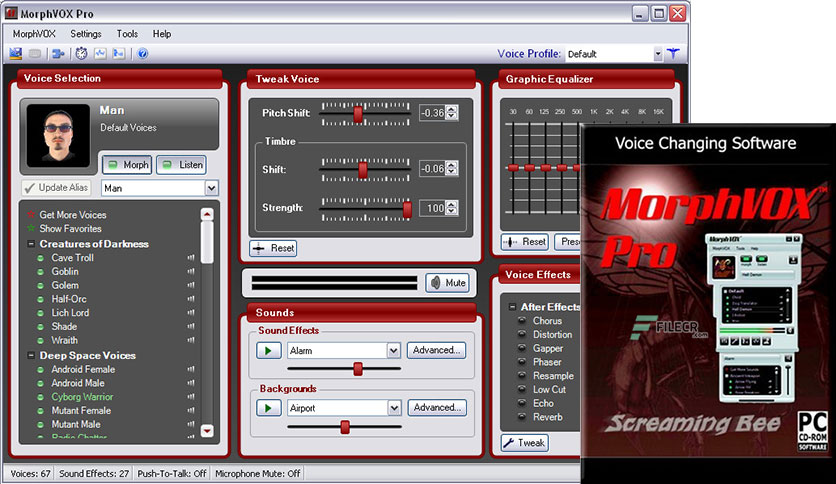 MorphVOX Pro
MorphVOX Settings Tools Help
Voice Profile: Default
Voice Selection
Man
Default Voices
Morph Listen
Update Alias Man
Get More Voices
Show Favorites
Creatures of Darkness
Cave Troll
Goblin
Golem
Half-Orc
Lich Lord
Shade
Wraith
Deep Space Voices
Android Female
Android Male
Cyborg Warrior
Mutant Female
Mutant Male
Radio Chatter
Tweak Voice
Pitch Shift: -0.36
Timbre
Shift: -0.06
Strength: 100
Reset
Mute
Sounds
Sound Effects
Alarm Advanced...
Backgrounds
Airport Advanced...
Graphic Equalizer
30 60 125 250 500 1K 2K 4K 8K 16K
Reset Pres
Voice Effects
After Effects
Chorus
Distortion
Gapper
Phaser
Resample
Low Cut
Echo
Reverb
Tweak
Voices: 67 Sound Effects: 27 Push-To-Talk: Off Microphone Mute: Off
Voice Changing Software
MorphVOX™
Pro
MorphVOX
FILECR
.com
Screaming Bee
PC
CD-ROM
SOFTWARE